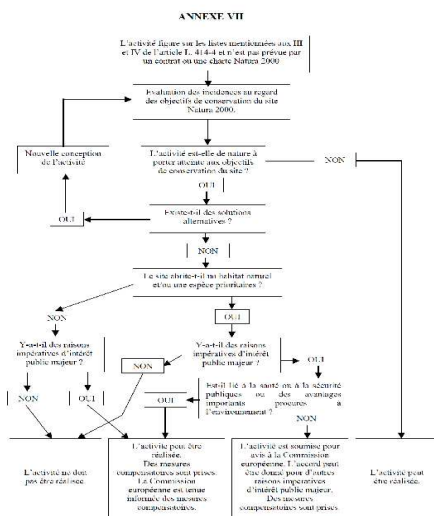 ANNEXE VII
L'activité figure sur les listes mentionnées aux III
et IV de l'article L. 414-4 et n'est pas prévue par
un contrat ou une charte Natura 2000
Evaluation des incidences au regard
des objectifs de conservation du site
Natura 2000.
Nouvelle conception
de l'activité
L'activité est-elle de nature à
porter atteinte aux objectifs
de conservation du site ?
NON
OUI
Existe-t-il des solutions
alternatives ?
OUI
NON
Le site abrite-t-il un habitat naturel
et/ou une espèce prioritaires ?
NON
OUI
Y-a-t-il des raisons
impératives d'intérêt
public majeur ?
NON
Y-a-t-il des raisons
impératives d'intérêt
public majeur ?
OUI
NON
OUI
OUI
Est-il lié à la santé ou à la sécurité
publiques ou des avantages
importants procurés à
l'environnement ?
NON
L'activité ne doit
pas être réalisée.
L'activité peut être
réalisée.
Des mesures
compensatoires sont prises.
La Commission
européenne est tenue
informée des mesures
compensatoires.
L'activité est soumise pour
avis à la Commission
européenne. L'accord peut
être donné pour d'autres
raisons impératives
d'intérêt public majeur.
Des mesures
compensatoires sont prises
L'activité peut
être réalisée.